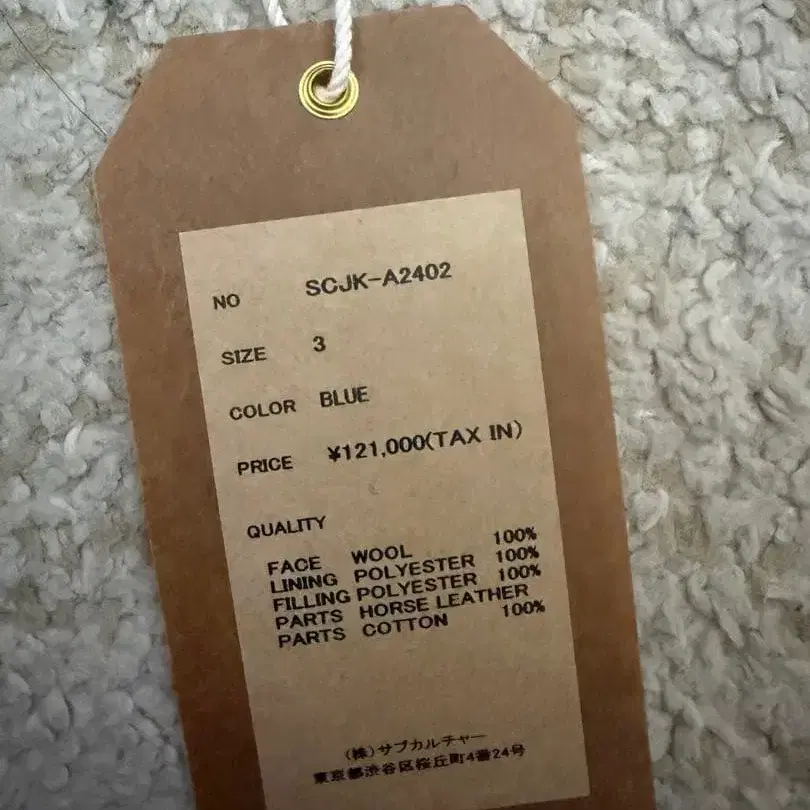 NO SCJK-A2402
SIZE 3
COLOR BLUE
PRICE ¥121,000(TAX IN)
QUALITY
FACE WOOL 100%
LINING POLYESTER 100%
FILLING POLYESTER 100%
PARTS HORSE LEATHER
PARTS COTTON 100%
(株)サブカルチャー
東京都渋谷区桜丘町4番24号